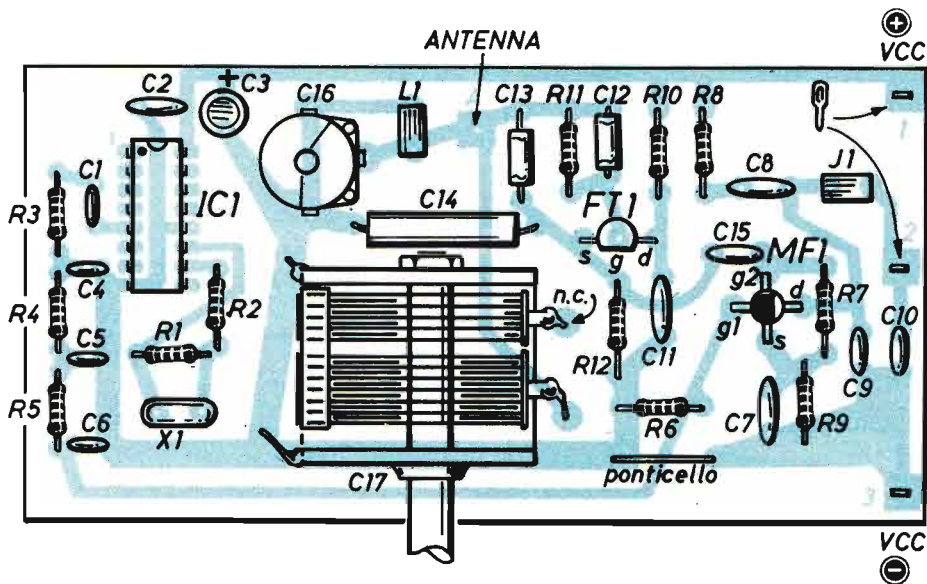 ANTENNA
+
VCC
C2
+
C3
C16
L1
C13
R11
C12
R10
R8
1
C1
IC1
C8
J1
R3
C14
FT1
s
g
d
C15
MF1
2
C4
R4
R2
n.c.
g2
d
g1
s
R7
C10
R1
C5
R12
C11
C9
R5
C6
X1
R6
C7
R9
C17
ponticello
3
VCC
-